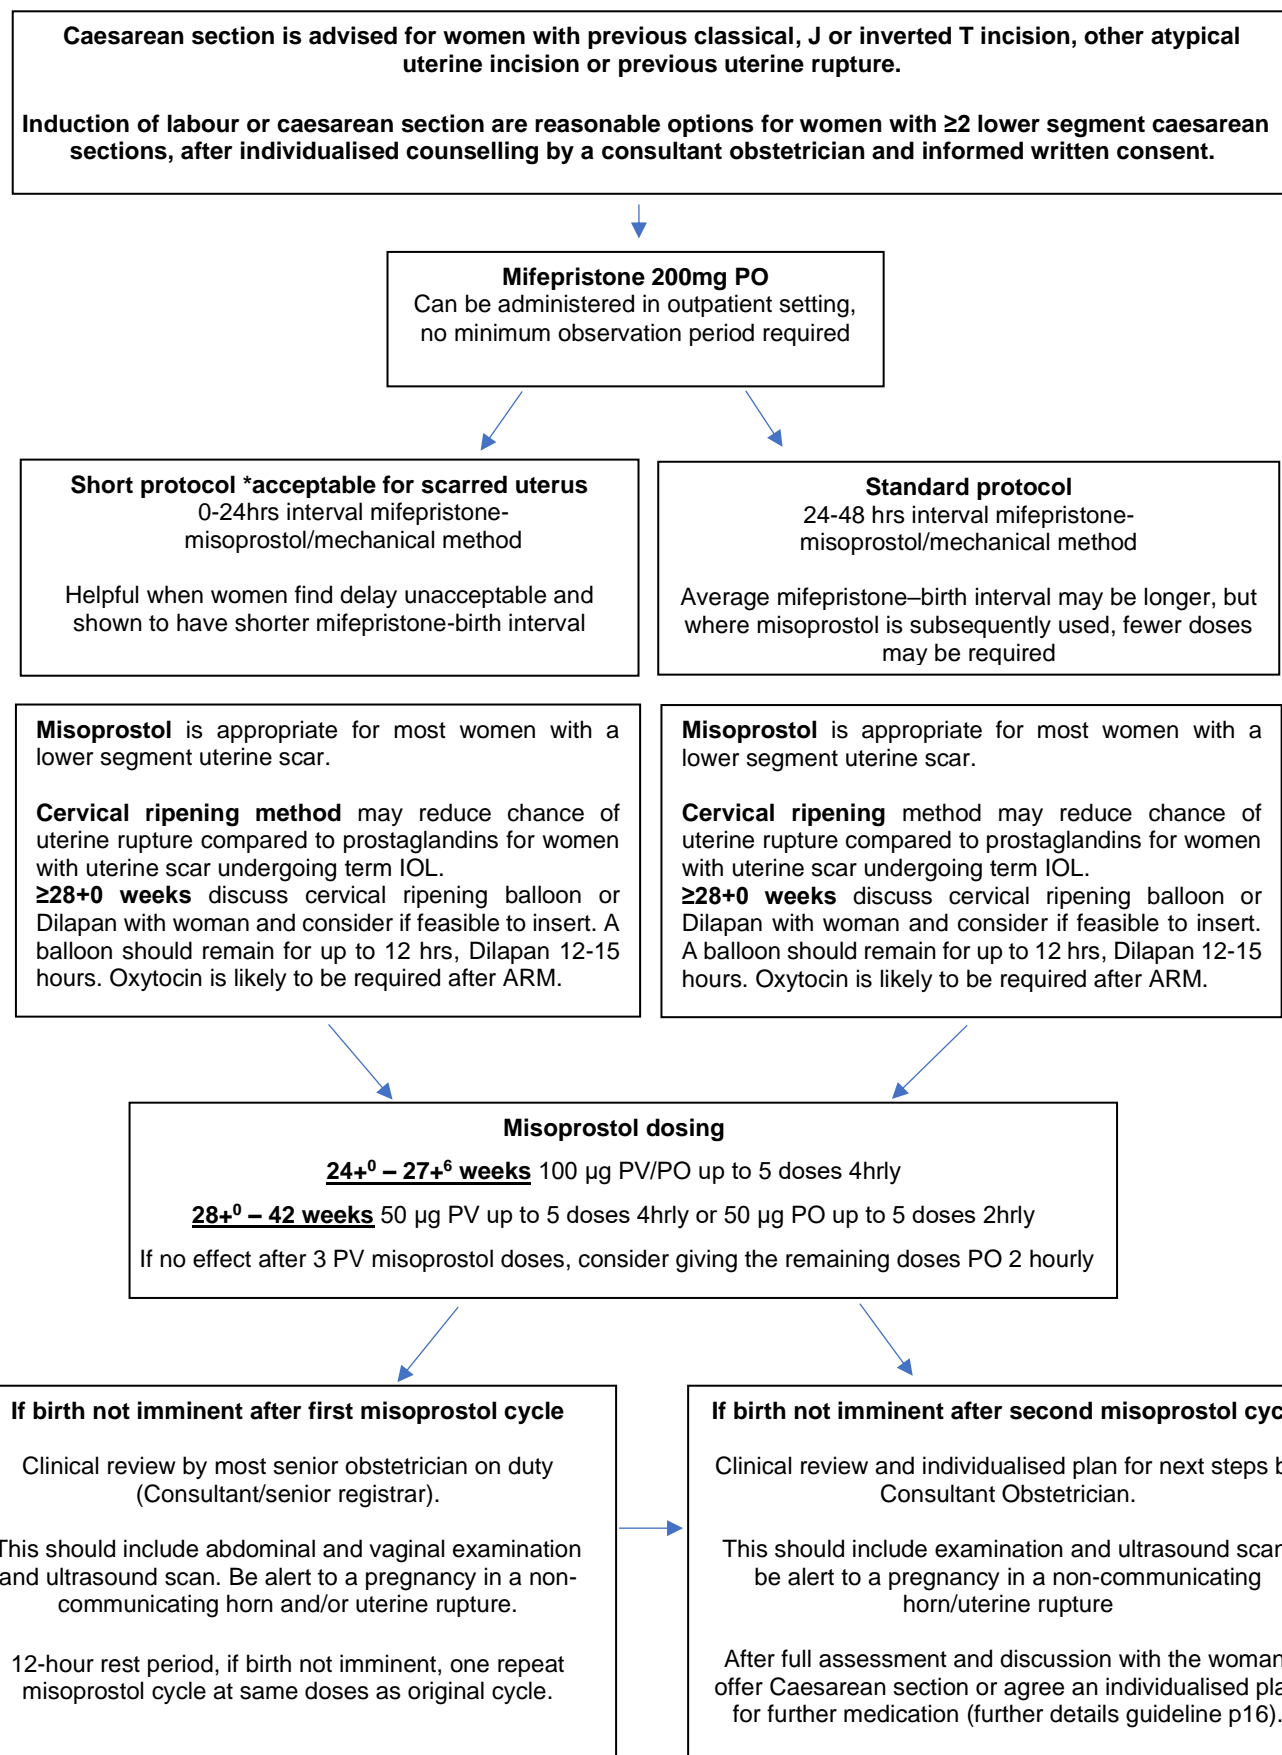 Caesarean section is advised for women with previous classical, J or inverted T incision, other atypical
uterine incision or previous uterine rupture.
Induction of labour or caesarean section are reasonable options for women with ≥2 lower segment caesarean
sections, after individualised counselling by a consultant obstetrician and informed written consent.
Mifepristone 200mg PO
Can be administered in outpatient setting,
no minimum observation period required
Short protocol *acceptable for scarred uterus
0-24hrs interval mifepristone-
misoprostol/mechanical method
Helpful when women find delay unacceptable and
shown to have shorter mifepristone-birth interval
Standard protocol
24-48 hrs interval mifepristone-
misoprostol/mechanical method
Average mifepristone–birth interval may be longer, but
where misoprostol is subsequently used, fewer doses
may be required
Misoprostol is appropriate for most women with a
lower segment uterine scar.
Cervical ripening method may reduce chance of
uterine rupture compared to prostaglandins for women
with uterine scar undergoing term IOL.
≥28+0 weeks discuss cervical ripening balloon or
Dilapan with woman and consider if feasible to insert. A
balloon should remain for up to 12 hrs, Dilapan 12-15
hours. Oxytocin is likely to be required after ARM.
Misoprostol is appropriate for most women with a
lower segment uterine scar.
Cervical ripening method may reduce chance of
uterine rupture compared to prostaglandins for women
with uterine scar undergoing term IOL.
≥28+0 weeks discuss cervical ripening balloon or
Dilapan with woman and consider if feasible to insert.
A balloon should remain for up to 12 hrs, Dilapan 12-15
hours. Oxytocin is likely to be required after ARM.
Misoprostol dosing
24+⁰ – 27+⁶ weeks 100 µg PV/PO up to 5 doses 4hrly
28+⁰ – 42 weeks 50 µg PV up to 5 doses 4hrly or 50 µg PO up to 5 doses 2hrly
If no effect after 3 PV misoprostol doses, consider giving the remaining doses PO 2 hourly
If birth not imminent after first misoprostol cycle
Clinical review by most senior obstetrician on duty
(Consultant/senior registrar).
This should include abdominal and vaginal examination
and ultrasound scan. Be alert to a pregnancy in a non-
communicating horn and/or uterine rupture.
12-hour rest period, if birth not imminent, one repeat
misoprostol cycle at same doses as original cycle.
If birth not imminent after second misoprostol cyc
Clinical review and individualised plan for next steps
Consultant Obstetrician.
This should include examination and ultrasound scan
be alert to a pregnancy in a non-communicating
horn/uterine rupture
After full assessment and discussion with the woman
offer Caesarean section or agree an individualised pla
for further medication (further details guideline p16).